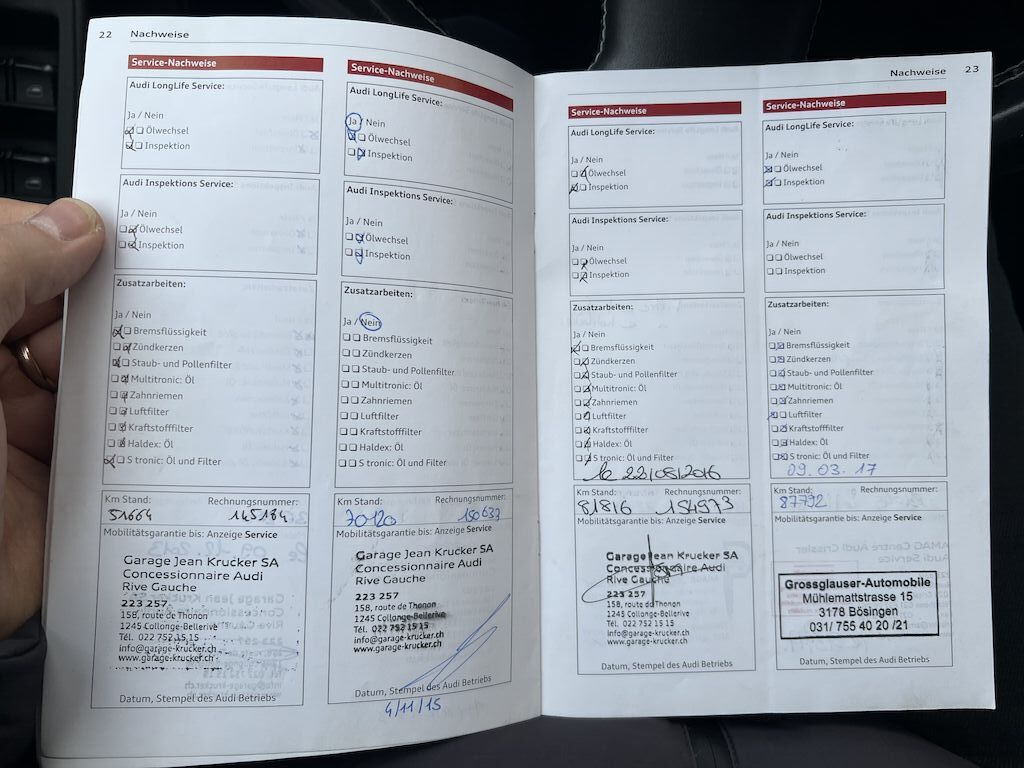 22 Nachweise
Service-Nachweise
Audi LongLife Service:
Ja / Nein
Ölwechsel
Inspektion
Audi Inspektions Service:
Ja / Nein
Ölwechsel
Inspektion
Zusatzarbeiten:
Ja / Nein
Bremsflüssigkeit
Zündkerzen
Staub- und Pollenfilter
Multitronic: Öl
Zahnriemen
Luftfilter
Kraftstofffilter
Haldex: Öl
S tronic: Öl und Filter
Km Stand: Rechnungsnummer:
51664 145184
Mobilitätsgarantie bis: Anzeige Service
Garage Jean Krucker SA
Concessionnaire Audi
Rive Gauche
223 257
158, route de Thonon
1245 Collonge-Bellerive
Tél. 022 752 15 15
info@garage-krucker.ch
www.garage-krucker.ch
Datum, Stempel des Audi Betriebs
Service-Nachweise
Audi LongLife Service:
Ja / Nein
Ölwechsel
Inspektion
Audi Inspektions Service:
Ja / Nein
Ölwechsel
Inspektion
Zusatzarbeiten:
Ja / Nein
Bremsflüssigkeit
Zündkerzen
Staub- und Pollenfilter
Multitronic: Öl
Zahnriemen
Luftfilter
Kraftstofffilter
Haldex: Öl
S tronic: Öl und Filter
Km Stand: Rechnungsnummer:
70120 150637
Mobilitätsgarantie bis: Anzeige Service
Garage Jean Krucker SA
Concessionnaire Audi
Rive Gauche
223 257
158, route de Thonon
1245 Collonge-Bellerive
Tél. 022 752 15 15
info@garage-krucker.ch
www.garage-krucker.ch
Datum, Stempel des Audi Betriebs
4/11/15
Nachweise 23
Service-Nachweise
Audi LongLife Service:
Ja / Nein
Ölwechsel
Inspektion
Audi Inspektions Service:
Ja / Nein
Ölwechsel
Inspektion
Zusatzarbeiten:
Ja / Nein
Bremsflüssigkeit
Zündkerzen
Staub- und Pollenfilter
Multitronic: Öl
Zahnriemen
Luftfilter
Kraftstofffilter
Haldex: Öl
S tronic: Öl und Filter
le 22/08/2016
Km Stand: Rechnungsnummer:
81816 154973
Mobilitätsgarantie bis: Anzeige Service
Garage Jean Krucker SA
Concessionnaire Audi
Rive Gauche
223 257
158, route de Thonon
1245 Collonge-Bellerive
Tél. 022 752 15 15
info@garage-krucker.ch
www.garage-krucker.ch
Datum, Stempel des Audi Betriebs
Service-Nachweise
Audi LongLife Service:
Ja / Nein
Ölwechsel
Inspektion
Audi Inspektions Service:
Ja / Nein
Ölwechsel
Inspektion
Zusatzarbeiten:
Ja / Nein
Bremsflüssigkeit
Zündkerzen
Staub- und Pollenfilter
Multitronic: Öl
Zahnriemen
Luftfilter
Kraftstofffilter
Haldex: Öl
S tronic: Öl und Filter
09.03.17
Km Stand: Rechnungsnummer:
87792
Mobilitätsgarantie bis: Anzeige Service
Grossglauser-Automobile
Mühlemattstrasse 15
3178 Bösingen
031/ 755 40 20 /21
Datum, Stempel des Audi Betriebs